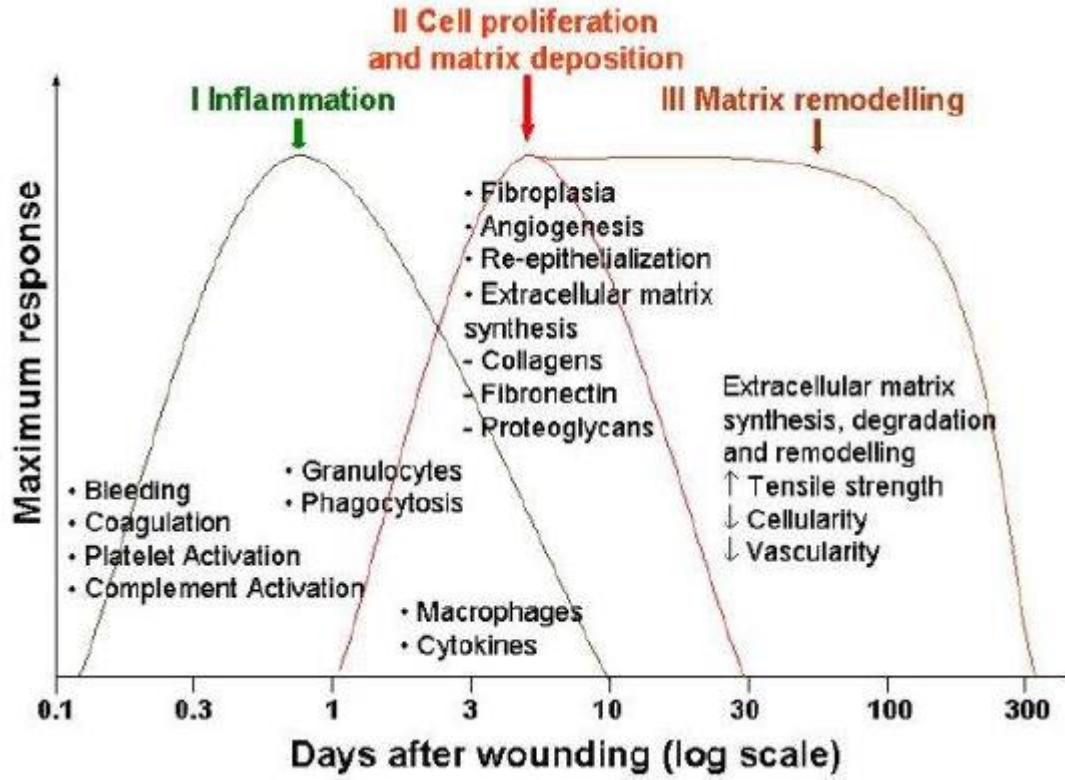 II Cell proliferation
and matrix deposition
I Inflammation
III Matrix remodelling
Maximum response
• Fibroplasia
• Angiogenesis
• Re-epithelialization
• Extracellular matrix
synthesis
- Collagens
- Fibronectin
- Proteoglycans
Extracellular matrix
synthesis, degradation
and remodelling
↑ Tensile strength
↓ Cellularity
↓ Vascularity
• Granulocytes
• Phagocytosis
• Bleeding
• Coagulation
• Platelet Activation
• Complement Activation
• Macrophages
• Cytokines
0.1 0.3 1 3 10 30 100 300
Days after wounding (log scale)